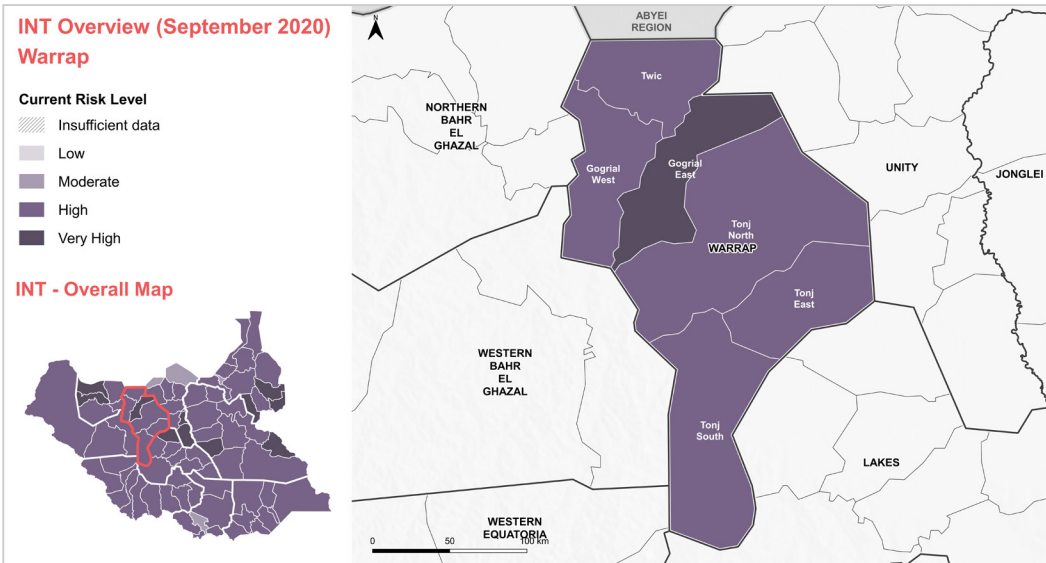 INT Overview (September 2020)
Warrap
Current Risk Level
Insufficient data
Low
Moderate
High
Very High
INT - Overall Map
N
ABYEI
REGION
Twic
NORTHERN
BAHR
EL
GHAZAL
Gogrial
West
Gogrial
East
UNITY
JONGLEI
Tonj
North
WARRAP
Tonj
East
WESTERN
BAHR
EL
GHAZAL
Tonj
South
LAKES
WESTERN
EQUATORIA
0 50 100 km